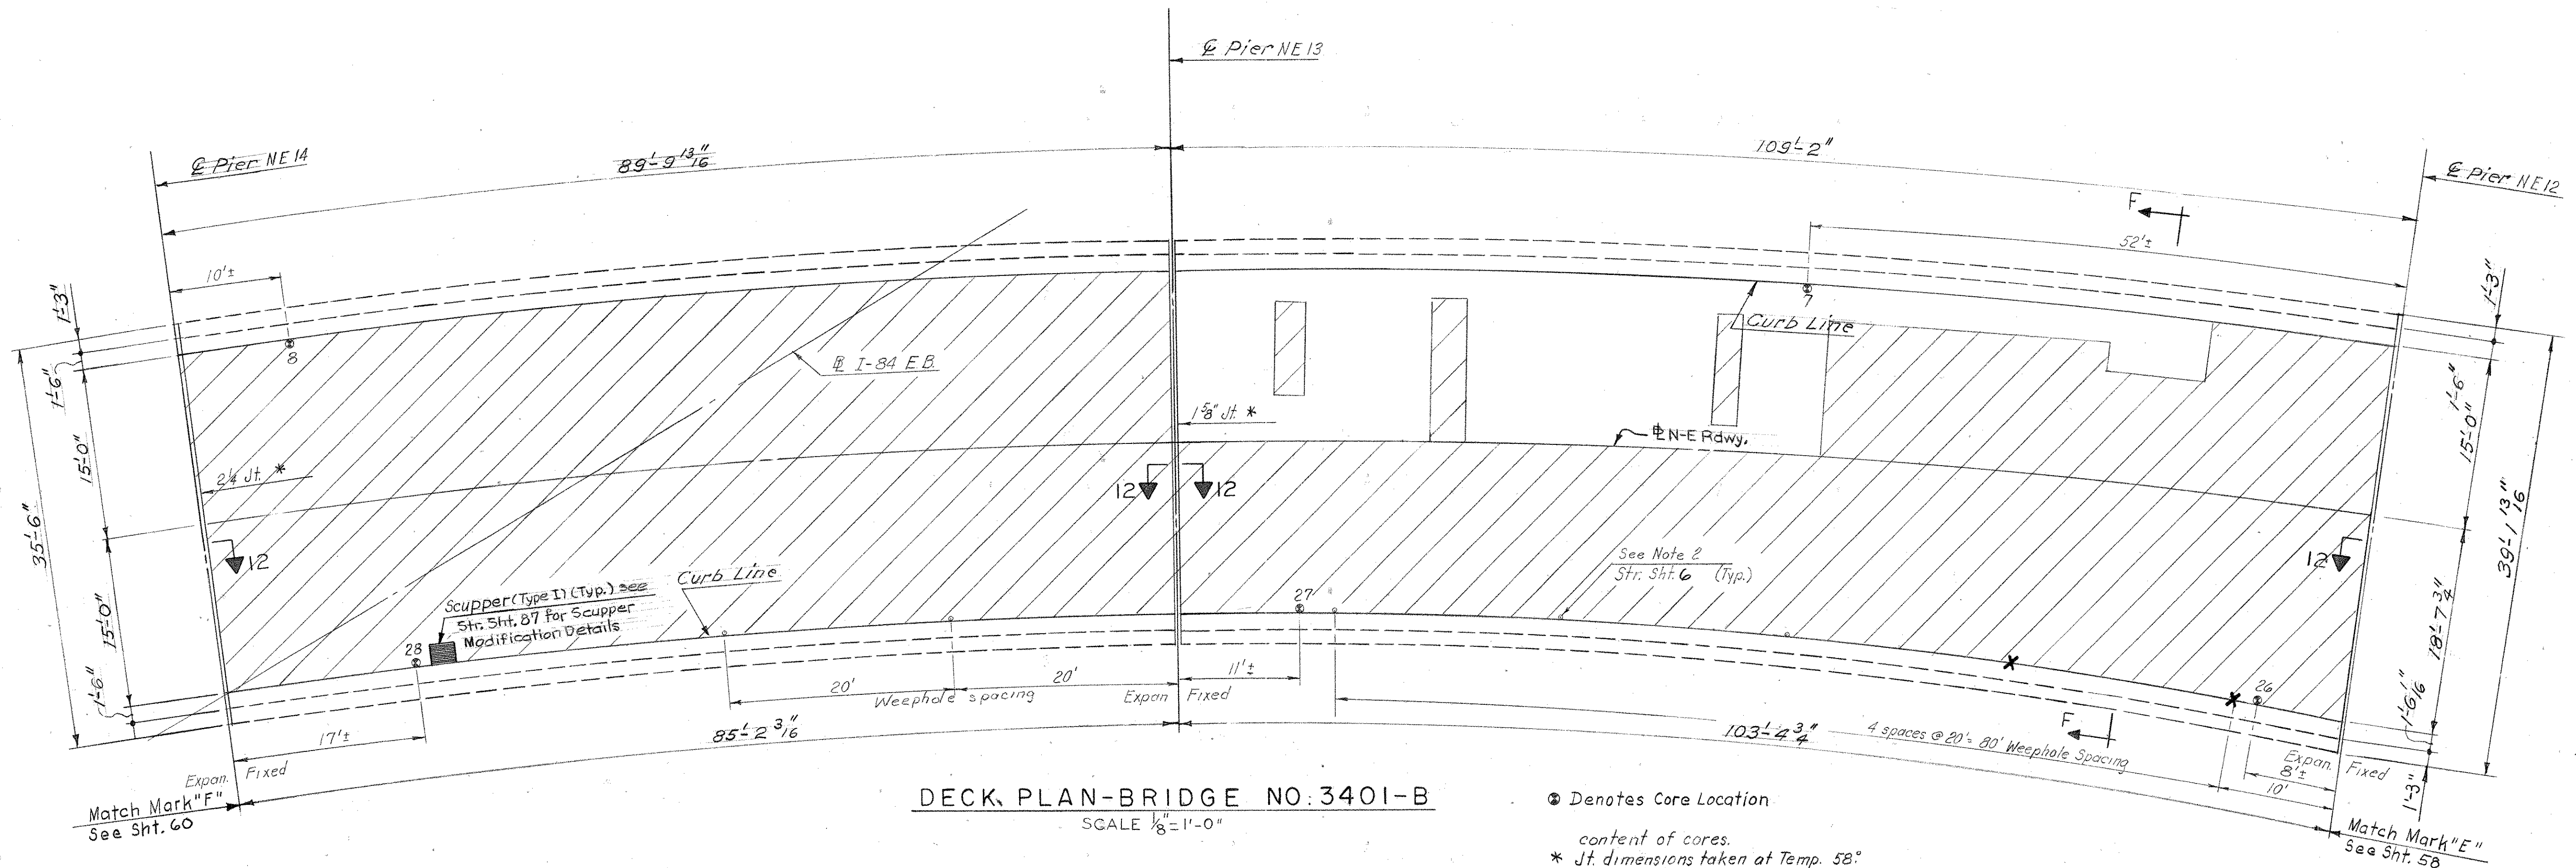 ℄ Pier NE 13
℄ Pier NE 14
89'-9 13/16"
109'-2"
℄ Pier NE 12
F
52'±
10'±
1'-3"
1'-3"
7
Curb Line
8
1'-6"
℄ I-84 E.B.
1'-6"
1 5/8" Jt. *
15'-0"
15'-0"
℄ N-E Rdwy.
2 1/4 Jt. *
12
12
35'-6"
39'-1 13/16"
12
12
See Note 2
Str. Sht. 6 (Typ.)
Curb Line
Scupper (Type I) (Typ.) see
Str. Sht. 87 for Scupper
Modification Details
15'-0"
18'-7 3/4"
27
28
26
1'-6"
1'-6 1/16"
20'
20'
Weephole spacing
11'±
Expan Fixed
17'±
85'-2 3/16"
103'-4 3/4"
4 spaces @ 20'= 80' Weephole Spacing
F
Expan. Fixed
8'±
10'
1'-3"
Expan. Fixed
Match Mark "F"
See Sht. 60
DECK PLAN-BRIDGE NO: 3401-B
SCALE 1/8"=1'-0"
Denotes Core Location
content of cores.
* Jt. dimensions taken at Temp. 58°
Match Mark "E"
See Sht. 58